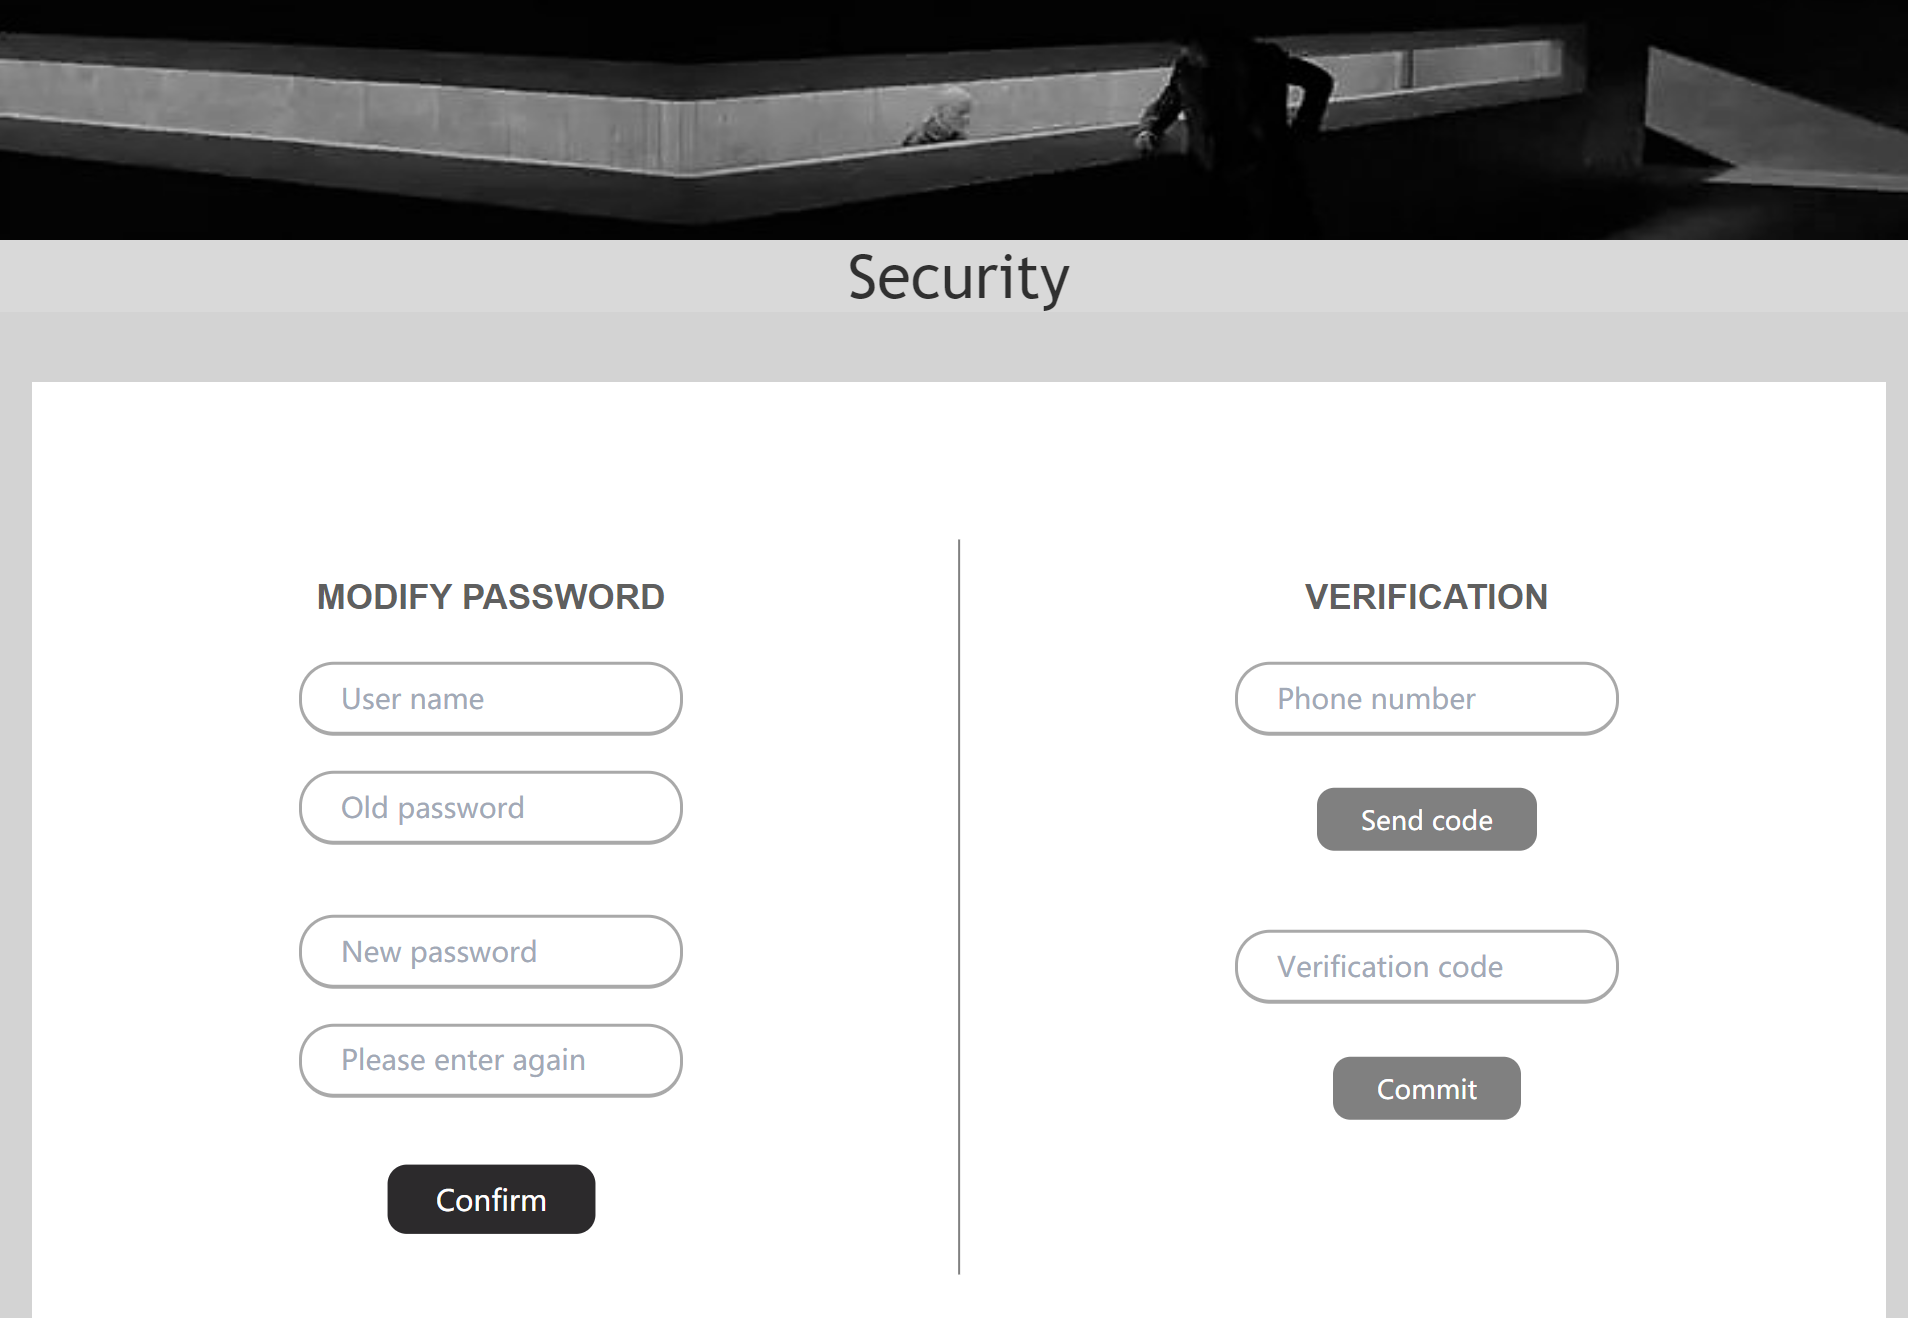 Security
MODIFY PASSWORD
User name
Old password
New password
Please enter again
Confirm
VERIFICATION
Phone number
Send code
Verification code
Commit